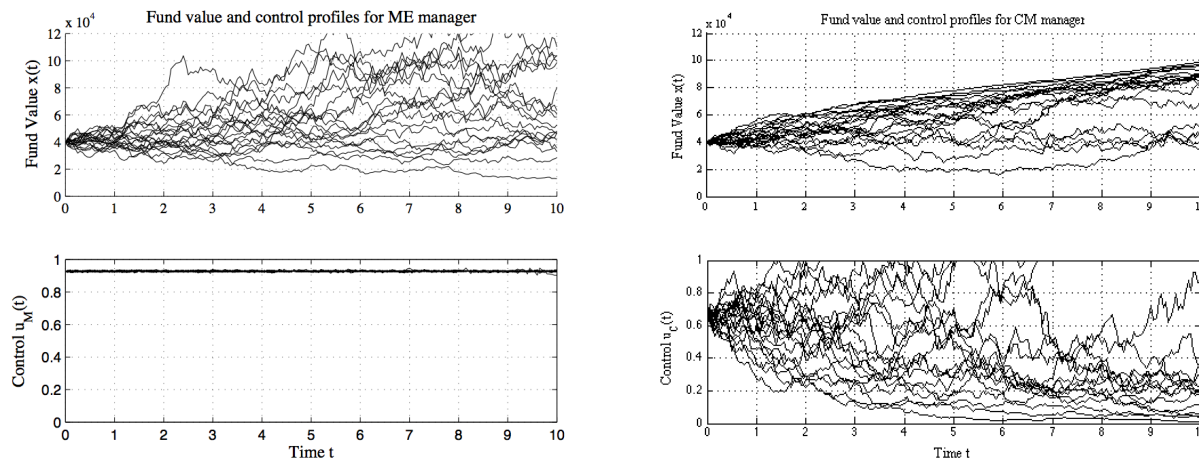 Fund value and control profiles for ME manager
x 10^4
12
10
8
6
4
2
0
0 1 2 3 4 5 6 7 8 9 10
Fund Value x(t)
1
0.8
0.6
0.4
0.2
0
0 1 2 3 4 5 6 7 8 9 10
Control u_M(t)
Time t
Fund value and control profiles for CM manager
x 10^4
12
10
8
6
4
2
0
0 1 2 3 4 5 6 7 8 9 1
Fund Value x(t)
1
0.8
0.6
0.4
0.2
0
0 1 2 3 4 5 6 7 8 9 1
Control u_c(t)
Time t